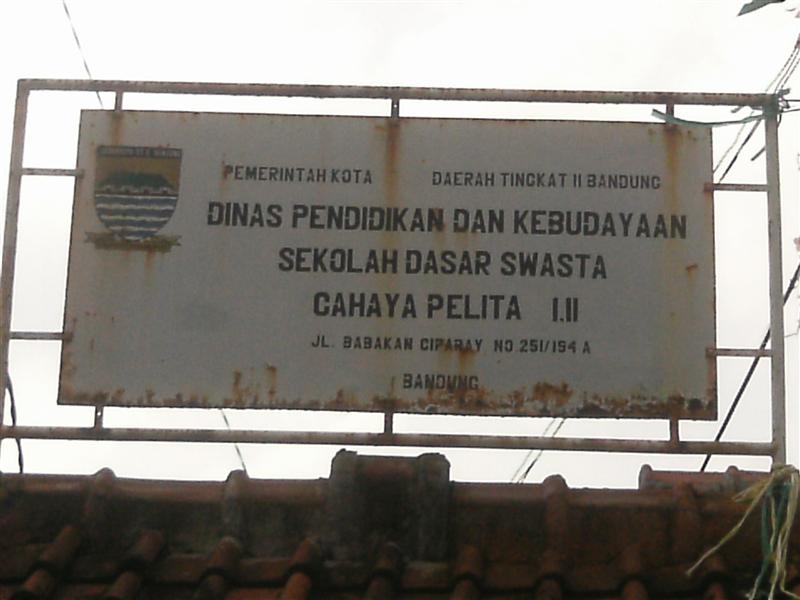 PEMERINTAH KOTA DAERAH TINGKAT II BANDUNG
DINAS PENDIDIKAN DAN KEBUDAYAAN
SEKOLAH DASAR SWASTA
CAHAYA PELITA I.II
JL. BABAKAN CIPARAY NO 251/194 A
BANDUNG